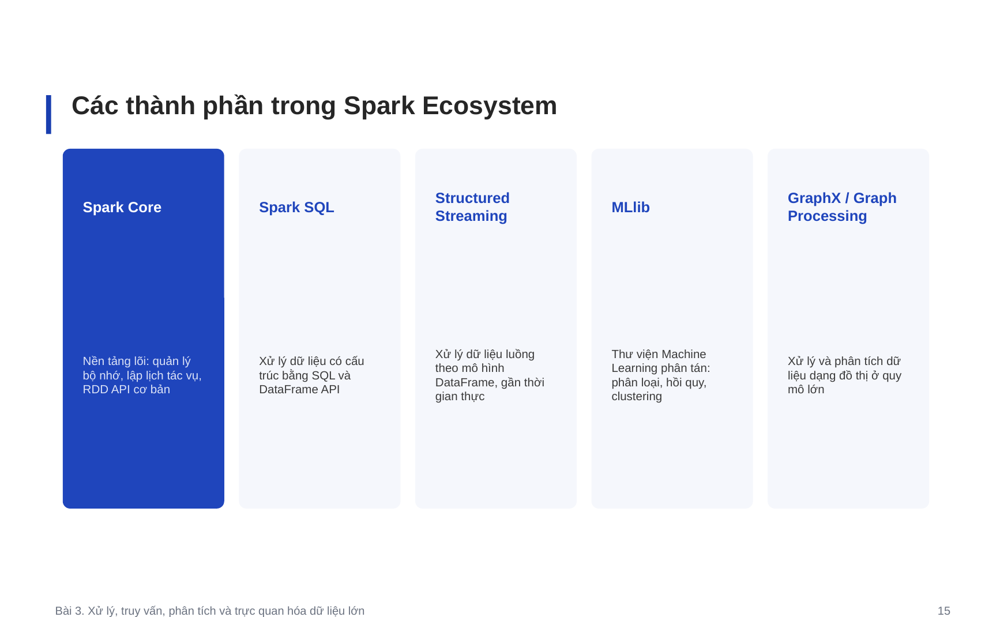 Các thành phần trong Spark Ecosystem
Spark Core
Nền tảng lõi: quản lý
bộ nhớ, lập lịch tác vụ,
RDD API cơ bản
Spark SQL
Xử lý dữ liệu có cấu
trúc bằng SQL và
DataFrame API
Structured
Streaming
Xử lý dữ liệu luồng
theo mô hình
DataFrame, gần thời
gian thực
MLlib
Thư viện Machine
Learning phân tán:
phân loại, hồi quy,
clustering
GraphX / Graph
Processing
Xử lý và phân tích dữ
liệu dạng đồ thị ở quy
mô lớn
Bài 3. Xử lý, truy vấn, phân tích và trực quan hóa dữ liệu lớn
15